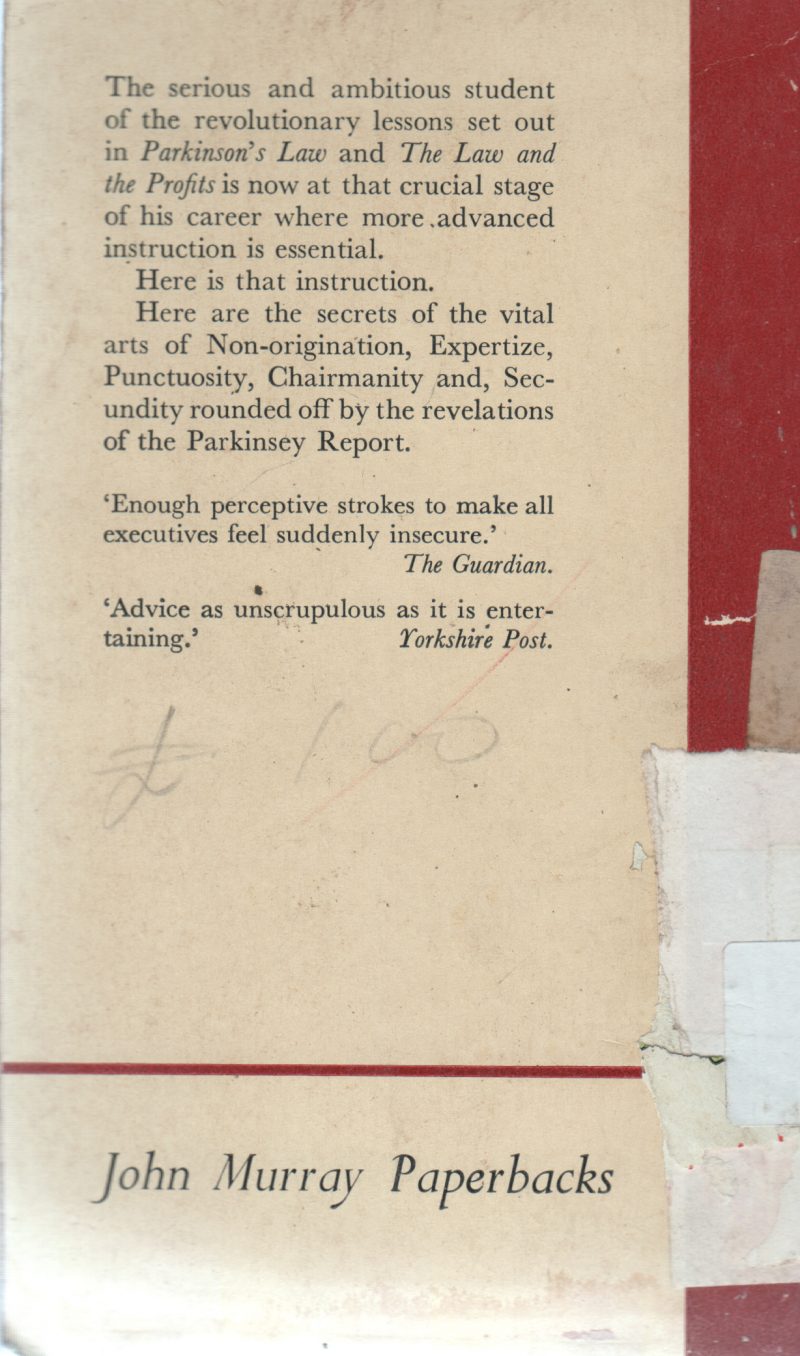 The serious and ambitious student
of the revolutionary lessons set out
in Parkinson's Law and The Law and
the Profits is now at that crucial stage
of his career where more advanced
instruction is essential.
Here is that instruction.
Here are the secrets of the vital
arts of Non-origination, Expertize,
Punctuosity, Chairmanity and, Sec-
undity rounded off by the revelations
of the Parkinsey Report.
‘Enough perceptive strokes to make all
executives feel suddenly insecure.’
The Guardian.
‘Advice as unscrupulous as it is enter-
taining.’ Yorkshire Post.
£ 100
John Murray Paperbacks